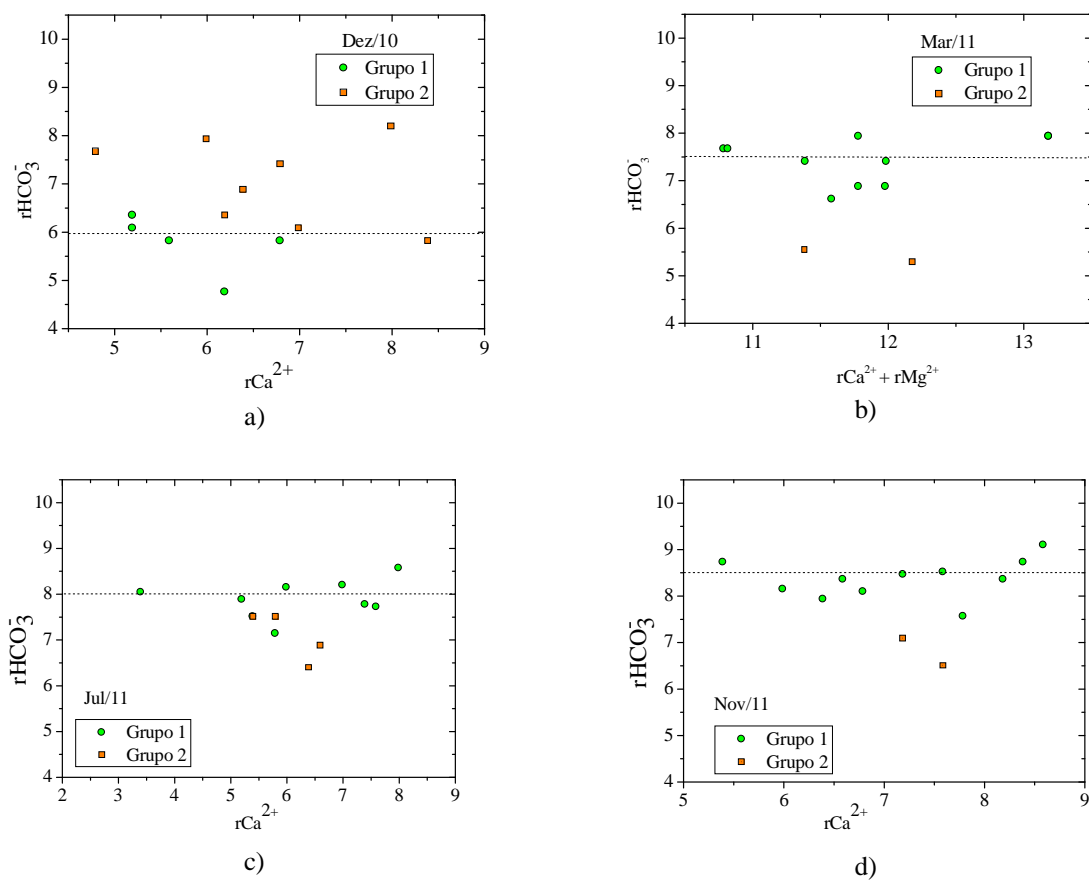 10
9
8
7
6
5
4
5
6
7
8
9
rHCO₃⁻
rCa²⁺
Dez/10
Grupo 1
Grupo 2
a)
10
9
8
7
6
5
4
11
12
13
rHCO₃⁻
rCa²⁺ + rMg²⁺
Mar/11
Grupo 1
Grupo 2
b)
10
9
8
7
6
5
4
2
3
4
5
6
7
8
9
rHCO₃⁻
rCa²⁺
Jul/11
Grupo 1
Grupo 2
c)
10
9
8
7
6
5
4
5
6
7
8
9
rHCO₃⁻
rCa²⁺
Nov/11
Grupo 1
Grupo 2
d)